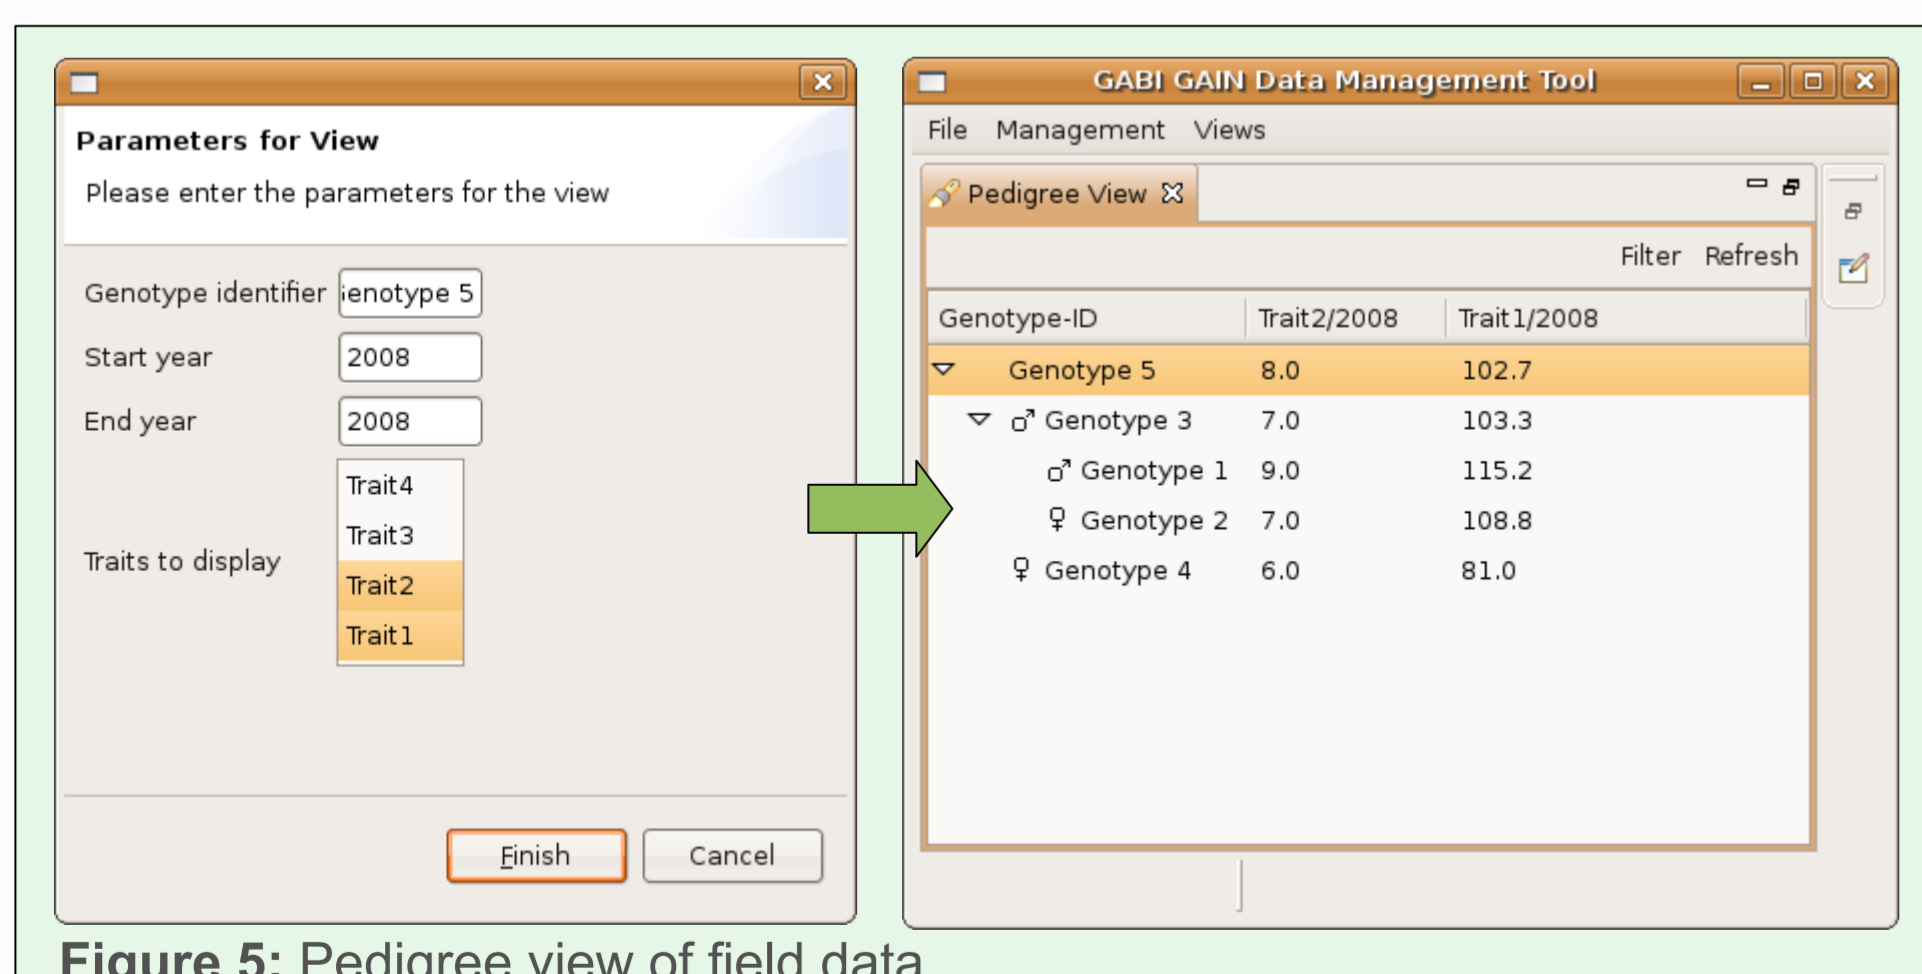 Parameters for View
Please enter the parameters for the view
Genotype identifier ienotype 5
Start year 2008
End year 2008
Traits to display
Trait4
Trait3
Trait2
Trait1
Finish Cancel
GABI GAIN Data Management Tool
File Management Views
Pedigree View
Filter Refresh
Genotype-ID Trait2/2008 Trait1/2008
Genotype 5 8.0 102.7
♂ Genotype 3 7.0 103.3
♂ Genotype 1 9.0 115.2
♀ Genotype 2 7.0 108.8
♀ Genotype 4 6.0 81.0
Figure 5: Pedigree view of field data